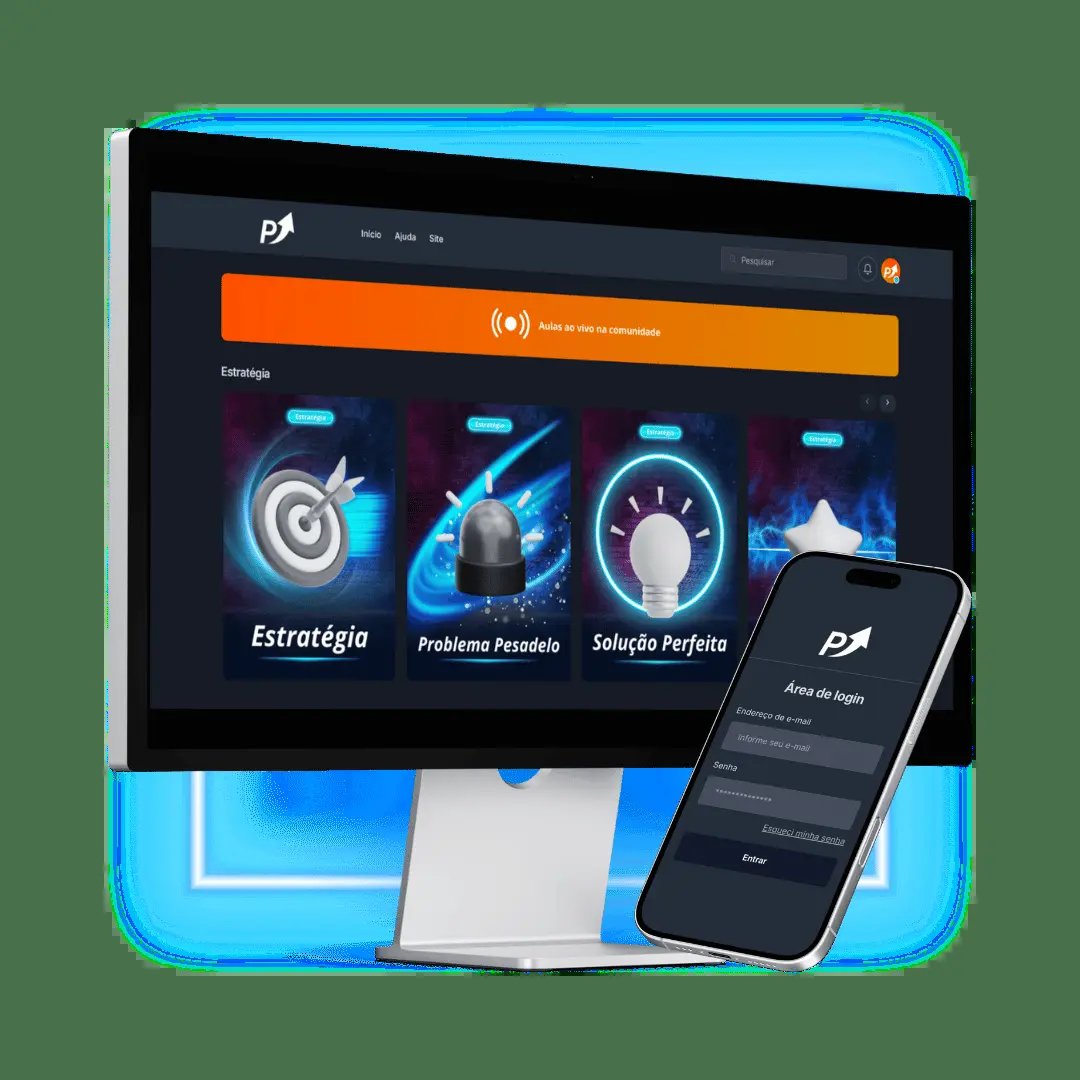 P
Início Ajuda Site
Pesquisar
P
Aulas ao vivo na comunidade
Estratégia
Estratégia
Estratégia
Estratégia
Estratégia
Estratégia
Problema Pesadelo
Solução Perfeita
P
Área de login
Endereço de e-mail
Informe seu e-mail
Senha
**************
Esqueci minha senha
Entrar